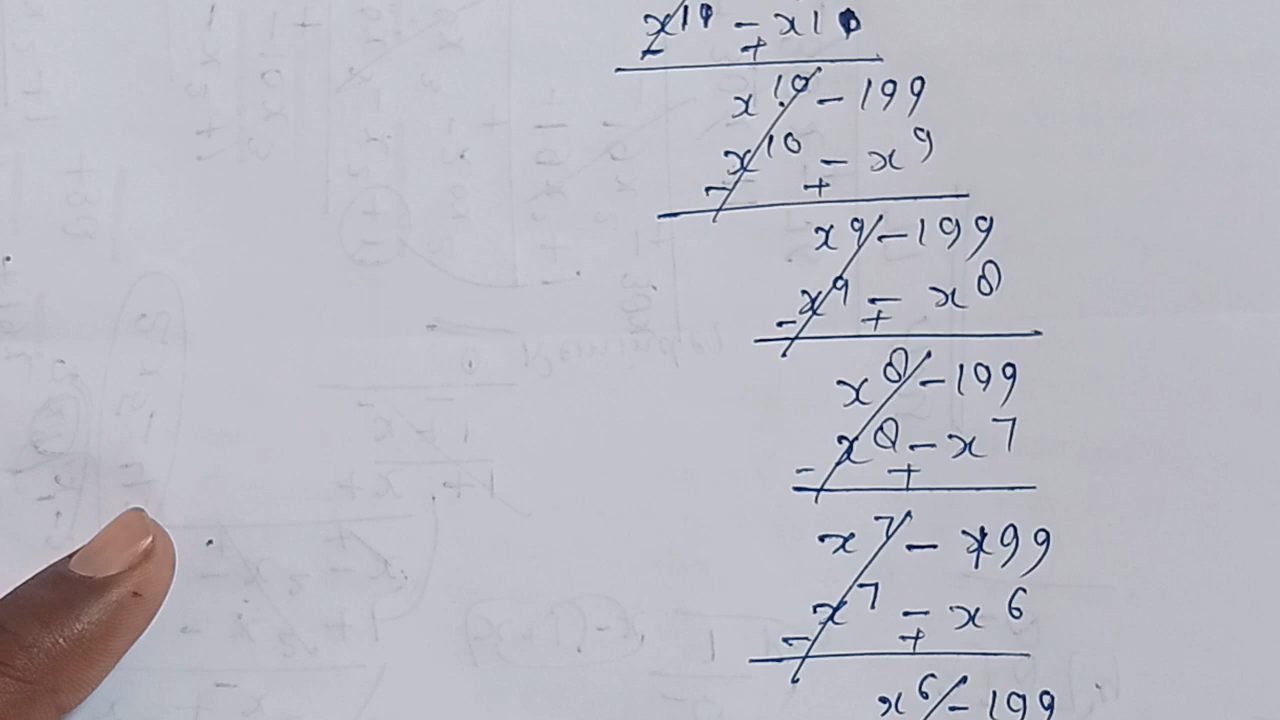 x¹¹ - x¹⁰
- +
x¹⁰ - 199
x¹⁰ - x⁹
- +
x⁹ - 199
x⁹ - x⁸
- +
x⁸ - 199
x⁸ - x⁷
- +
x⁷ - 199
x⁷ - x⁶
- +
x⁶ - 199